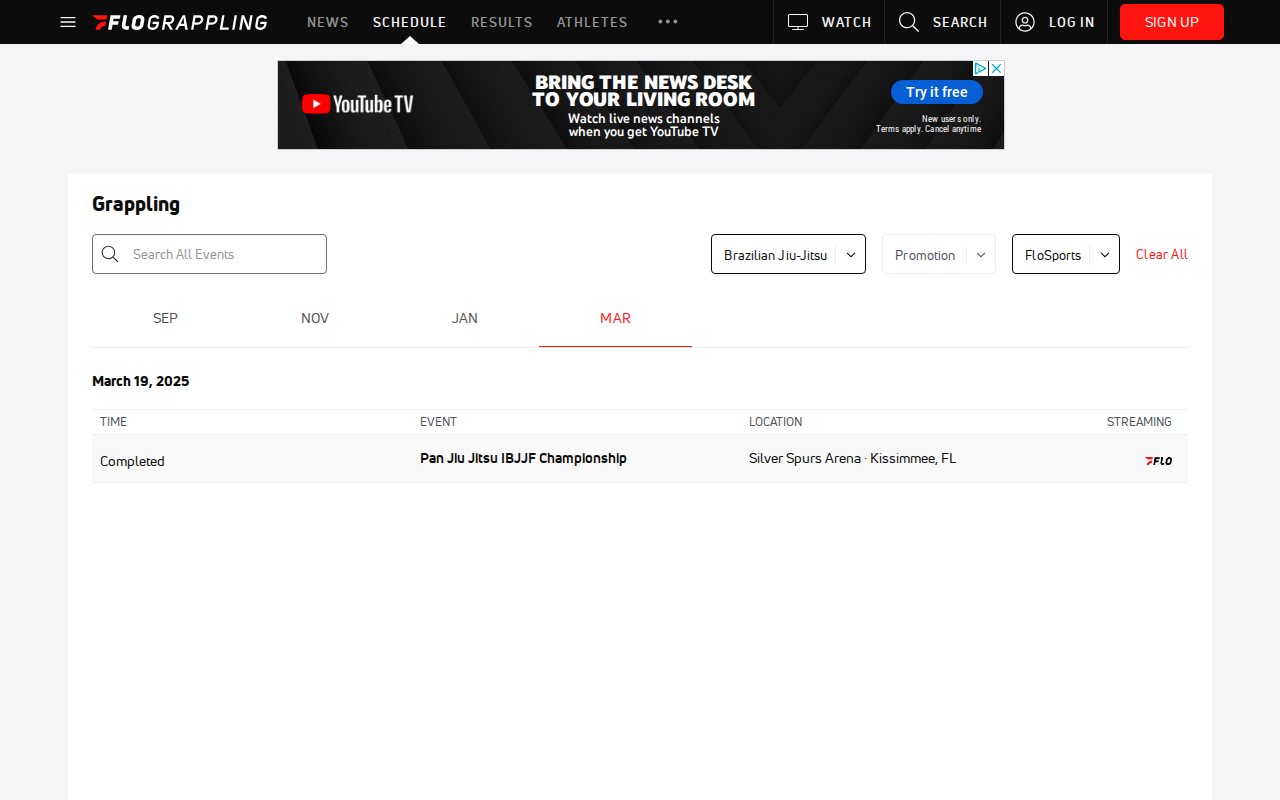 FLOGRAPPLING
NEWS
SCHEDULE
RESULTS
ATHLETES
WATCH
SEARCH
LOG IN
SIGN UP
YouTube TV
BRING THE NEWS DESK
TO YOUR LIVING ROOM
Watch live news channels
when you get YouTube TV
Try it free
New users only.
Terms apply. Cancel anytime
Grappling
Search All Events
Brazilian Jiu-Jitsu
Promotion
FloSports
Clear All
SEP
NOV
JAN
MAR
March 19, 2025
TIME
EVENT
LOCATION
STREAMING
Completed
Pan Jiu Jitsu IBJJF Championship
Silver Spurs Arena · Kissimmee, FL
FLO